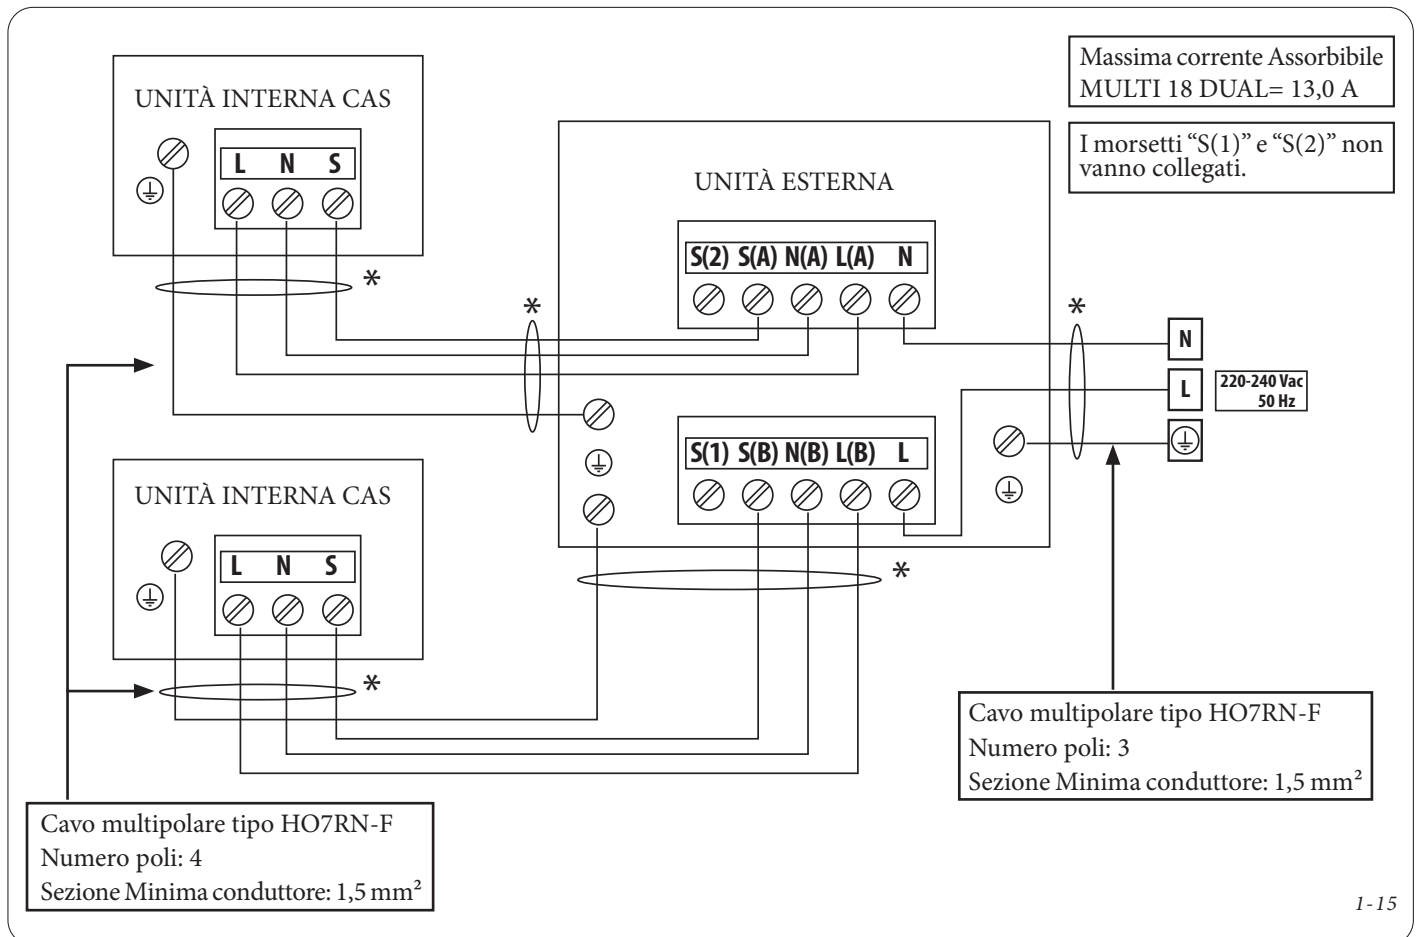 Massima corrente Assorbibile
MULTI 18 DUAL= 13,0 A
I morsetti “S(1)” e “S(2)” non
vanno collegati.
UNITÀ INTERNA CAS
L N S
*
UNITÀ ESTERNA
S(2) S(A) N(A) L(A) N
*
*
N
L
220-240 Vac
50 Hz
S(1) S(B) N(B) L(B) L
*
UNITÀ INTERNA CAS
L N S
*
Cavo multipolare tipo HO7RN-F
Numero poli: 3
Sezione Minima conduttore: 1,5 mm²
Cavo multipolare tipo HO7RN-F
Numero poli: 4
Sezione Minima conduttore: 1,5 mm²
1-15